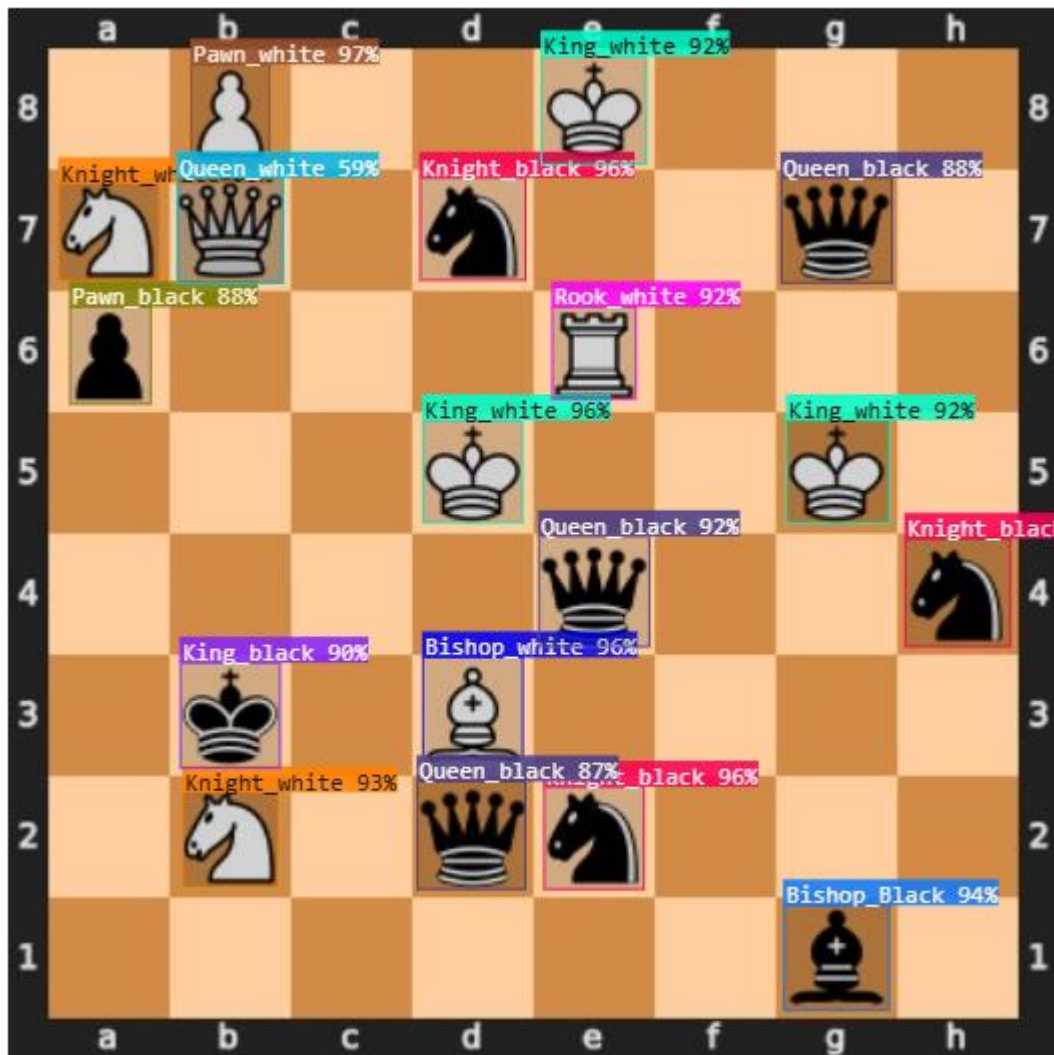 a b c d e f g h
Pawn_white 97%
King_white 92%
8 8
Knight_wh
Queen_white 59%
Knight_black 96%
Queen_black 88%
7 7
Pawn_black 88%
Rook_white 92%
6 6
King_white 96%
King_white 92%
5 5
Queen_black 92%
Knight_blac
4 4
King_black 90%
Bishop_white 96%
3 3
Knight_white 93%
Queen_black 87%
night_black 96%
2 2
Bishop_Black 94%
1 1
a b c d e f g h